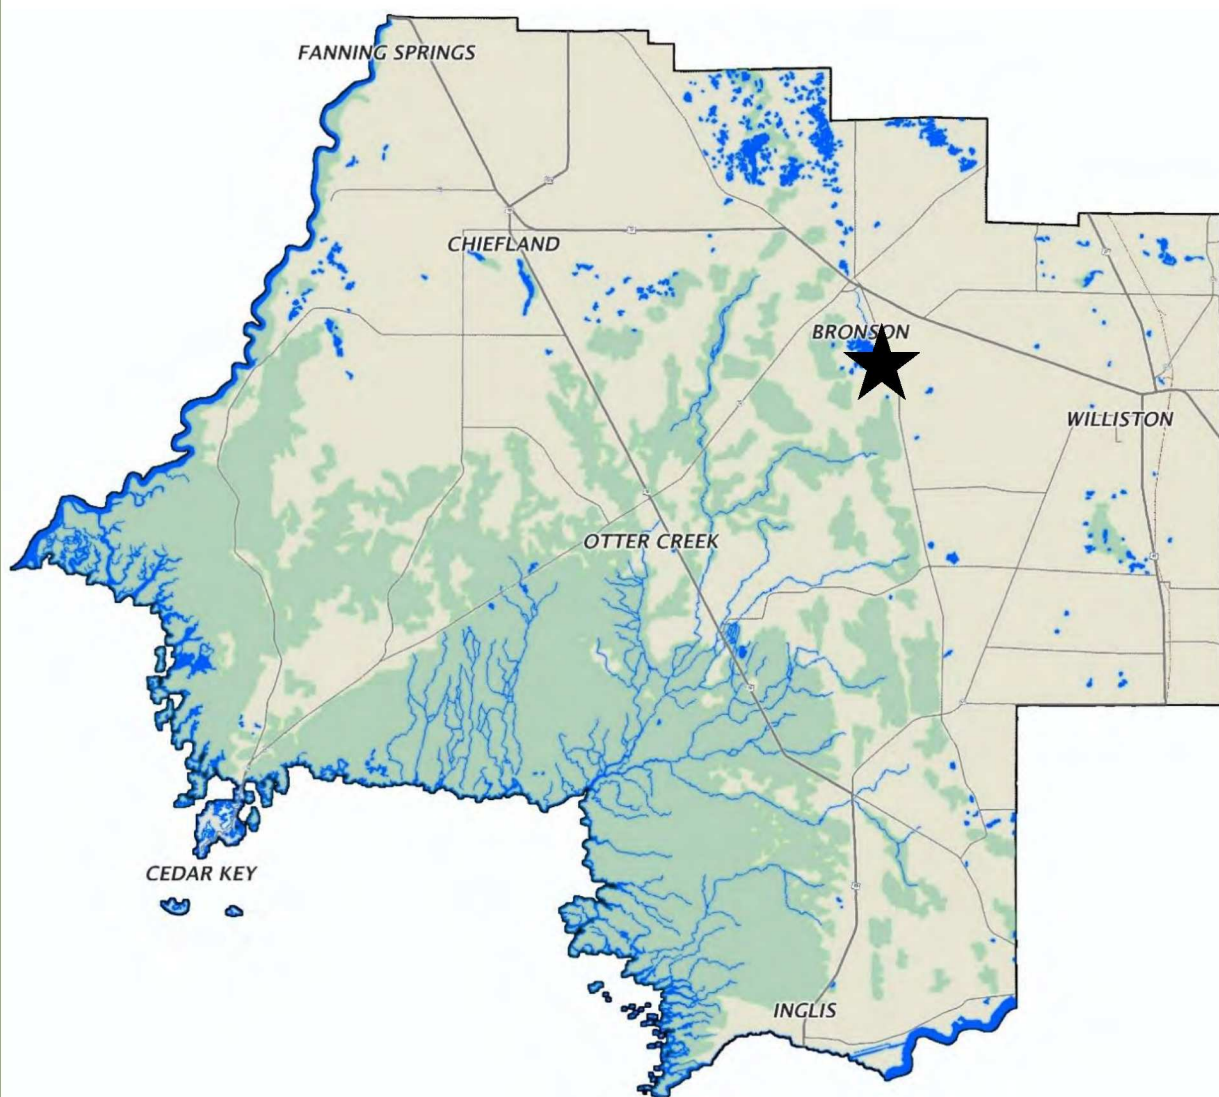 FANNING SPRINGS
CHIEFLAND
BRONSON
WILLISTON
OTTER CREEK
CEDAR KEY
INGLIS